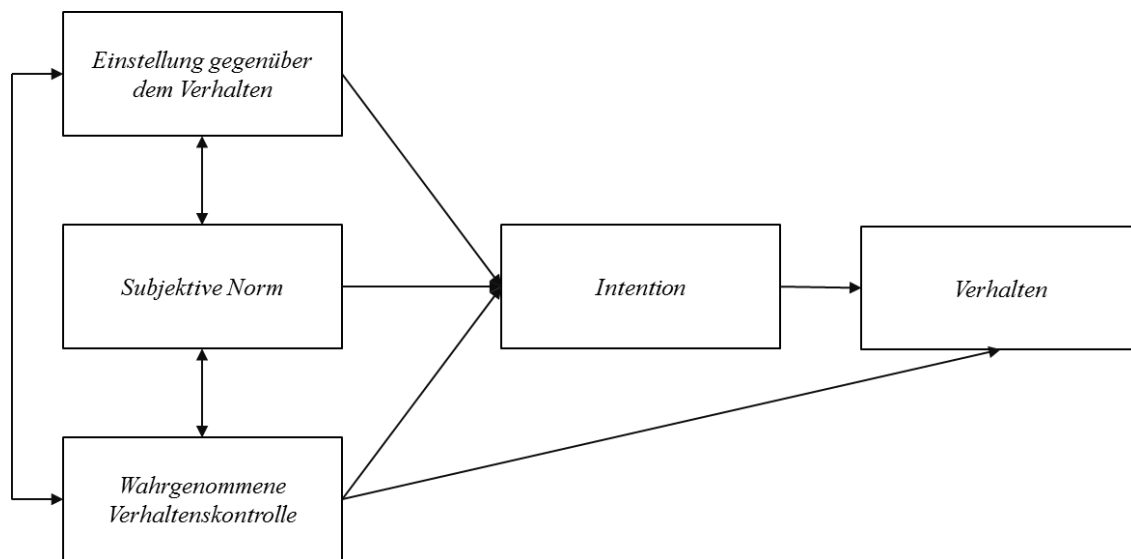 Einstellung gegenüber
dem Verhalten
Subjektive Norm
Intention
Verhalten
Wahrgenommene
Verhaltenskontrolle